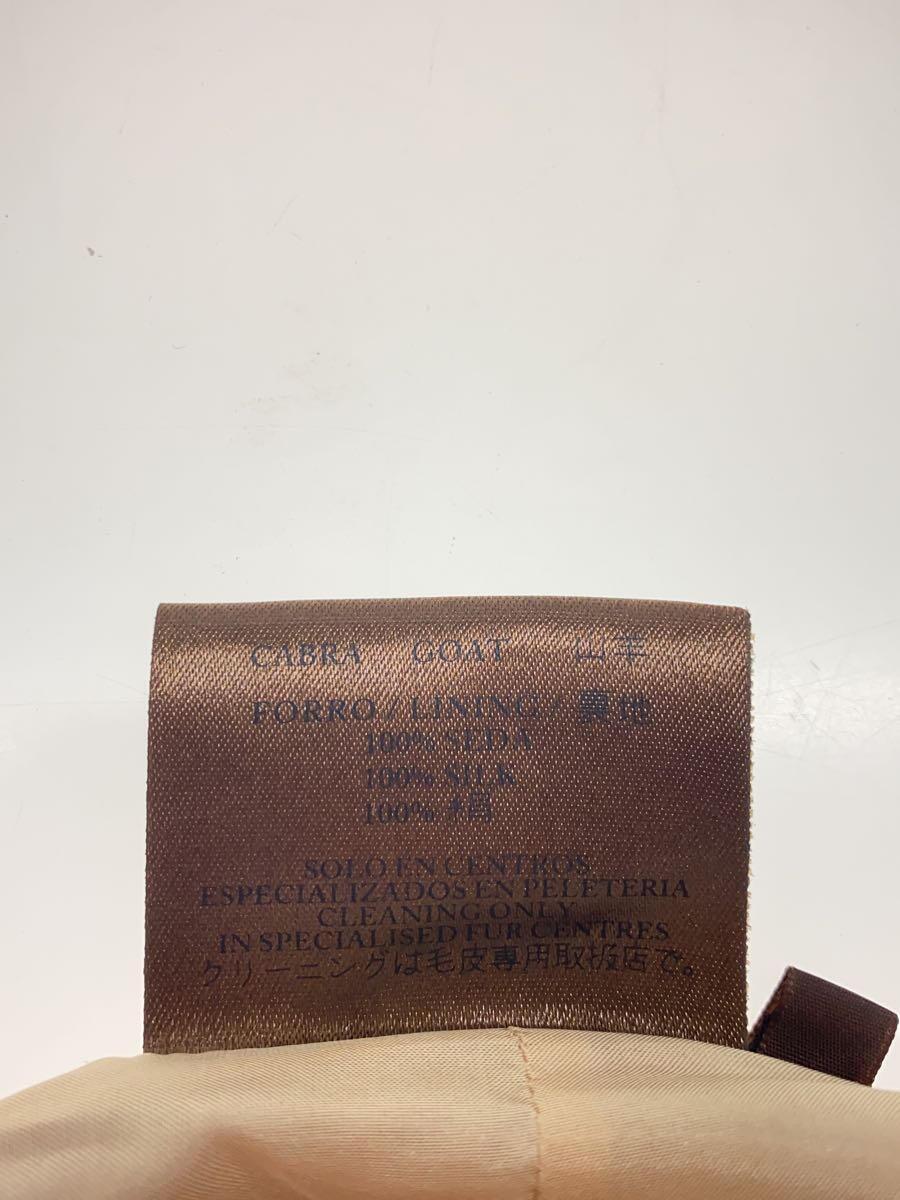 CABRA GOAT 山羊
FORRO / LINING / 裏地
100% SEDA
100% SILK
100% 本絹
SOLO EN CENTROS
ESPECIALIZADOS EN PELETERIA
CLEANING ONLY
IN SPECIALISED FUR CENTRES
クリーニングは毛皮専用取扱店で。